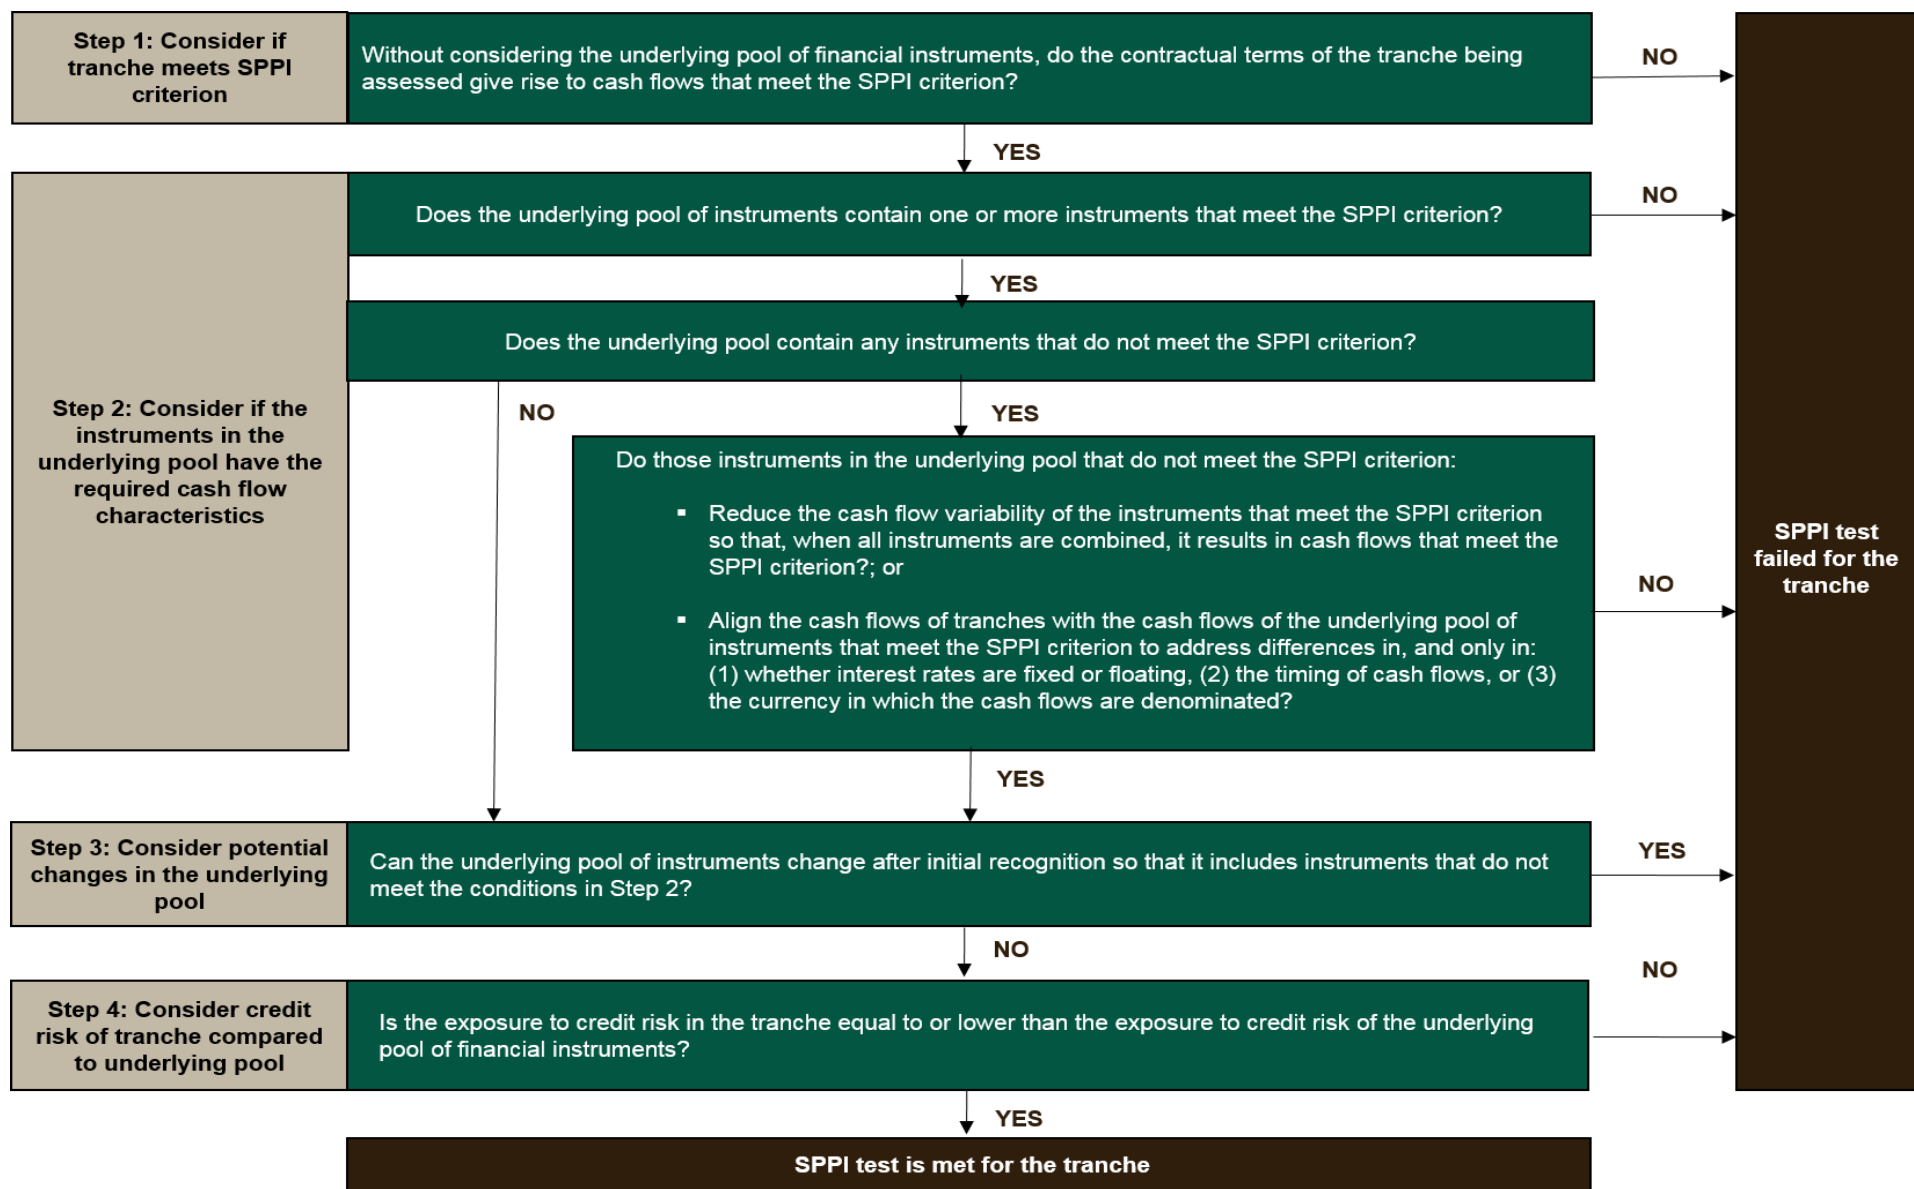 Step 1: Consider if
tranche meets SPPI
criterion
Without considering the underlying pool of financial instruments, do the contractual terms of the tranche being
assessed give rise to cash flows that meet the SPPI criterion?
NO
YES
Does the underlying pool of instruments contain one or more instruments that meet the SPPI criterion?
NO
YES
Does the underlying pool contain any instruments that do not meet the SPPI criterion?
NO
YES
Step 2: Consider if the
instruments in the
underlying pool have the
required cash flow
characteristics
Do those instruments in the underlying pool that do not meet the SPPI criterion:
▪ Reduce the cash flow variability of the instruments that meet the SPPI criterion
so that, when all instruments are combined, it results in cash flows that meet the
SPPI criterion?; or
▪ Align the cash flows of tranches with the cash flows of the underlying pool of
instruments that meet the SPPI criterion to address differences in, and only in:
(1) whether interest rates are fixed or floating, (2) the timing of cash flows, or (3)
the currency in which the cash flows are denominated?
NO
SPPI test
failed for the
tranche
YES
Step 3: Consider potential
changes in the underlying
pool
Can the underlying pool of instruments change after initial recognition so that it includes instruments that do not
meet the conditions in Step 2?
YES
NO
Step 4: Consider credit
risk of tranche compared
to underlying pool
Is the exposure to credit risk in the tranche equal to or lower than the exposure to credit risk of the underlying
pool of financial instruments?
NO
YES
SPPI test is met for the tranche